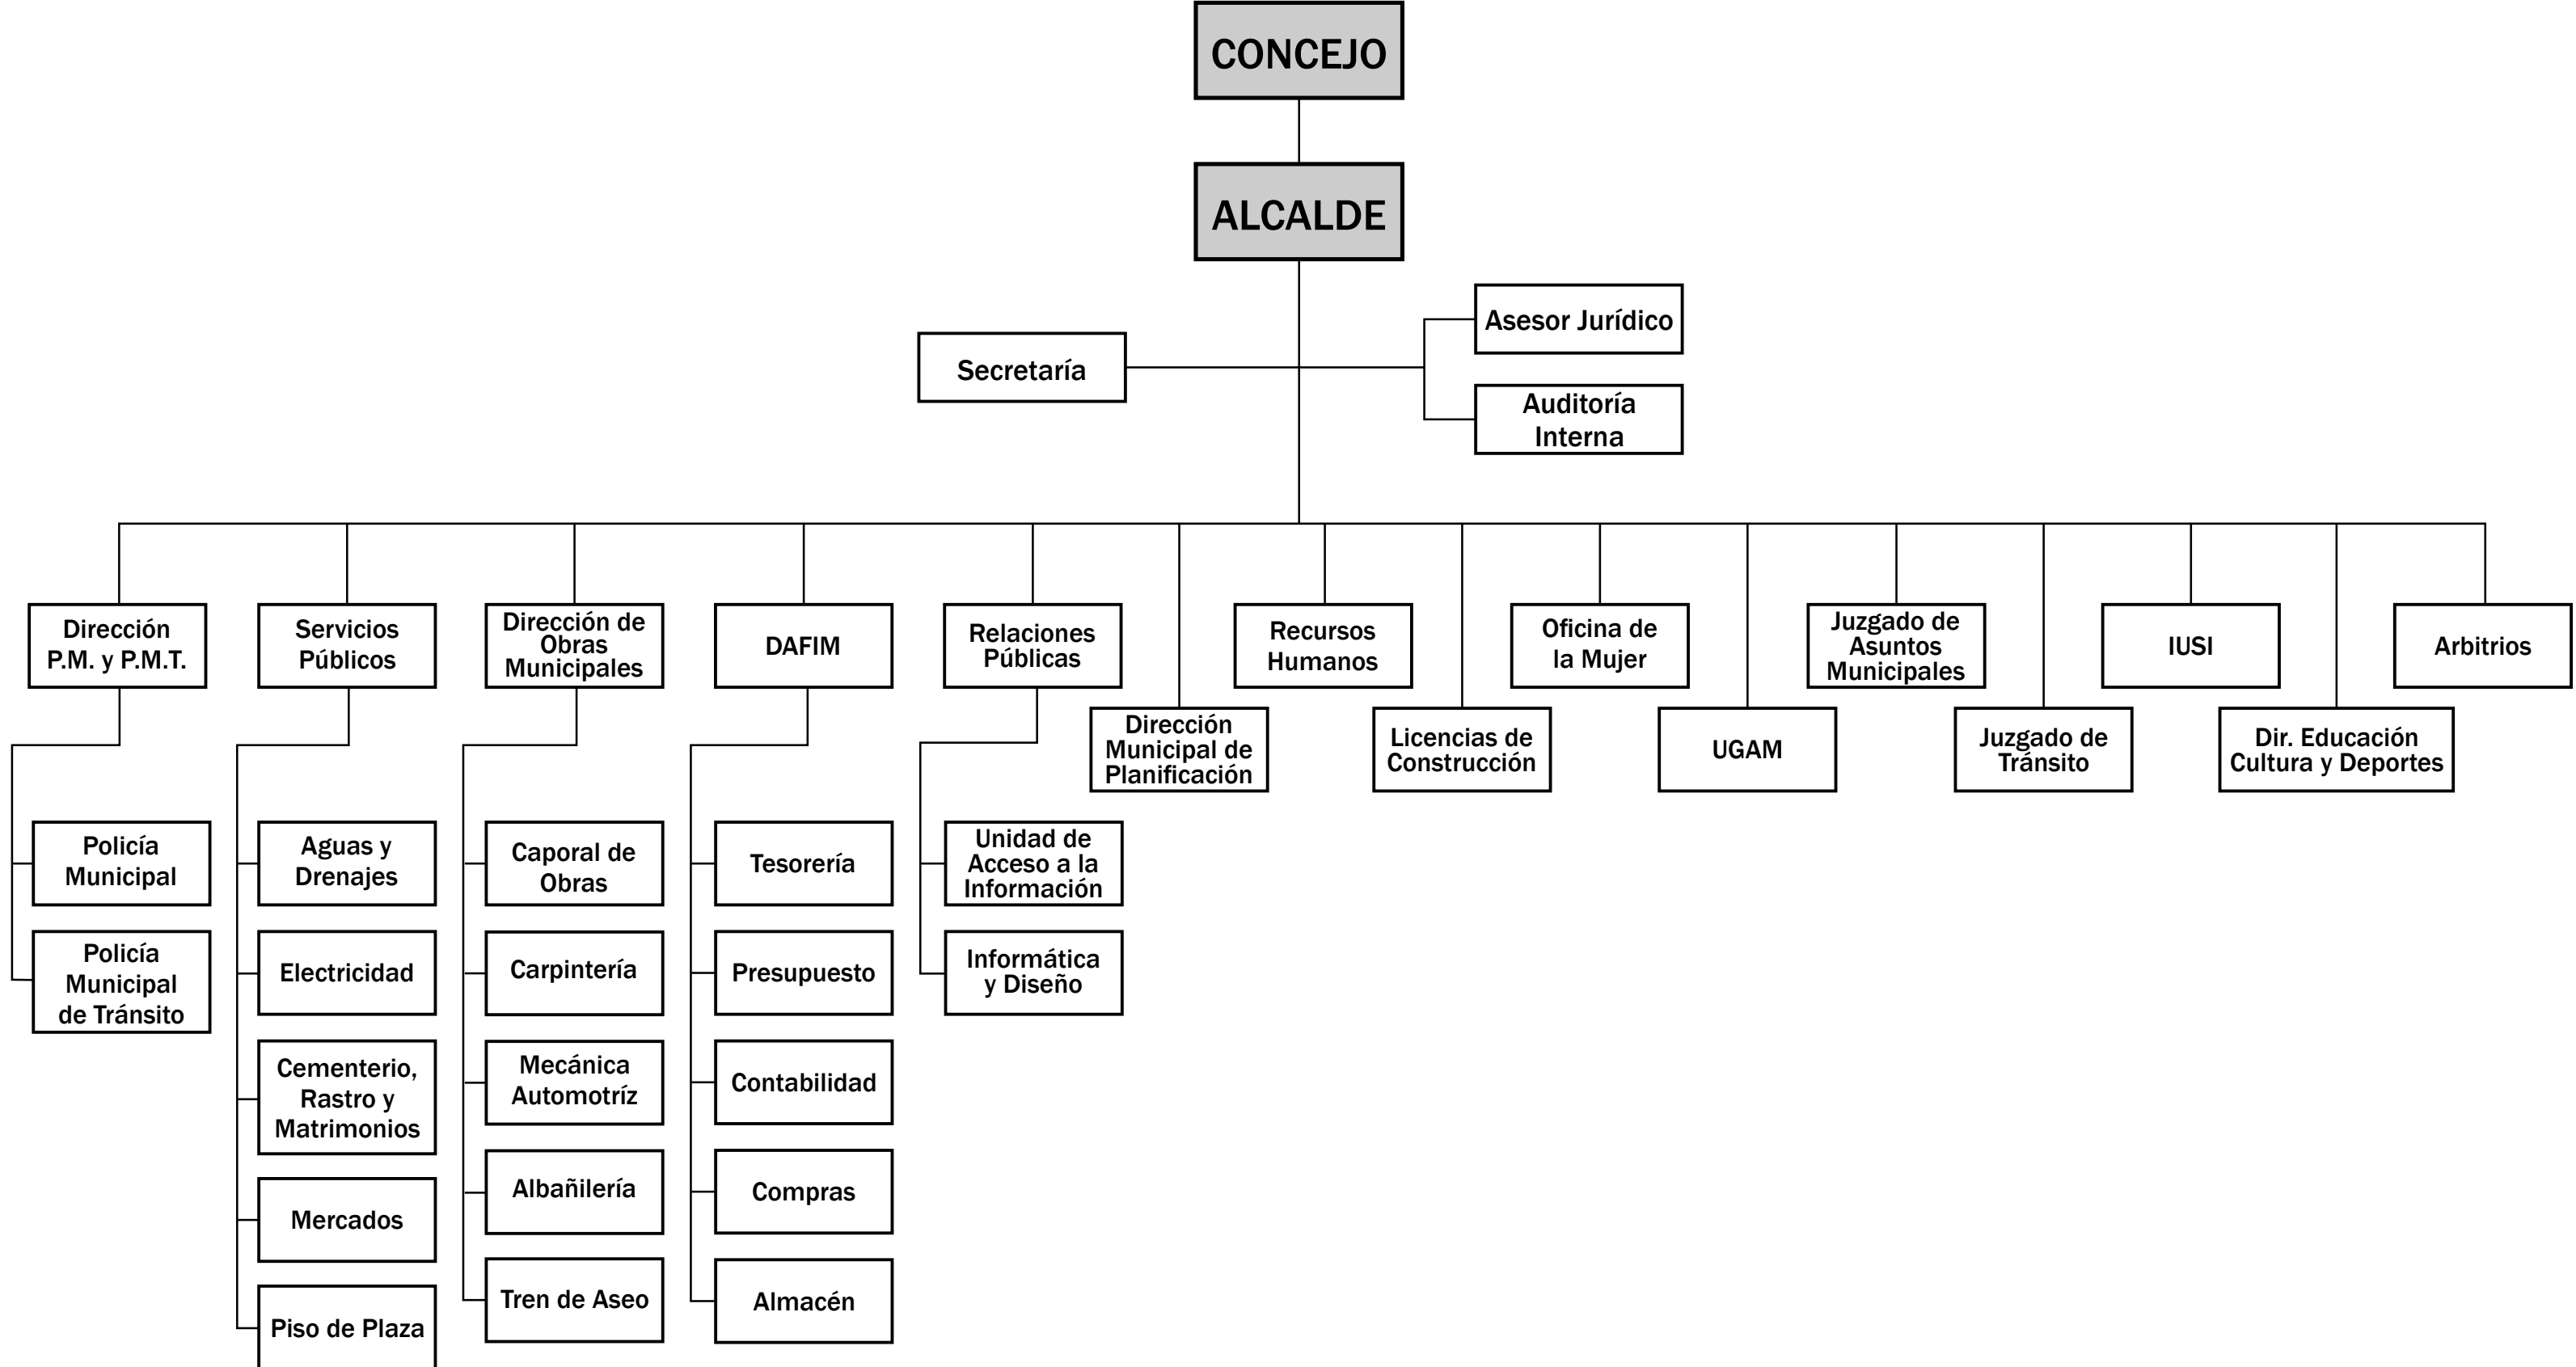 CONCEJO
ALCALDE
Asesor Jurídico
Secretaría
Auditoría
Interna
Dirección
P.M. y P.M.T.
Servicios
Públicos
Dirección de
Obras
Municipales
DAFIM
Relaciones
Públicas
Recursos
Humanos
Oficina de
la Mujer
Juzgado de
Asuntos
Municipales
IUSI
Arbitrios
Dirección
Municipal de
Planificación
Licencias de
Construcción
UGAM
Juzgado de
Tránsito
Dir. Educación
Cultura y Deportes
Policía
Municipal
Policía
Municipal
de Tránsito
Aguas y
Drenajes
Electricidad
Cementerio,
Rastro y
Matrimonios
Mercados
Piso de Plaza
Caporal de
Obras
Carpintería
Mecánica
Automotríz
Albañilería
Tren de Aseo
Tesorería
Presupuesto
Contabilidad
Compras
Almacén
Unidad de
Acceso a la
Información
Informática
y Diseño